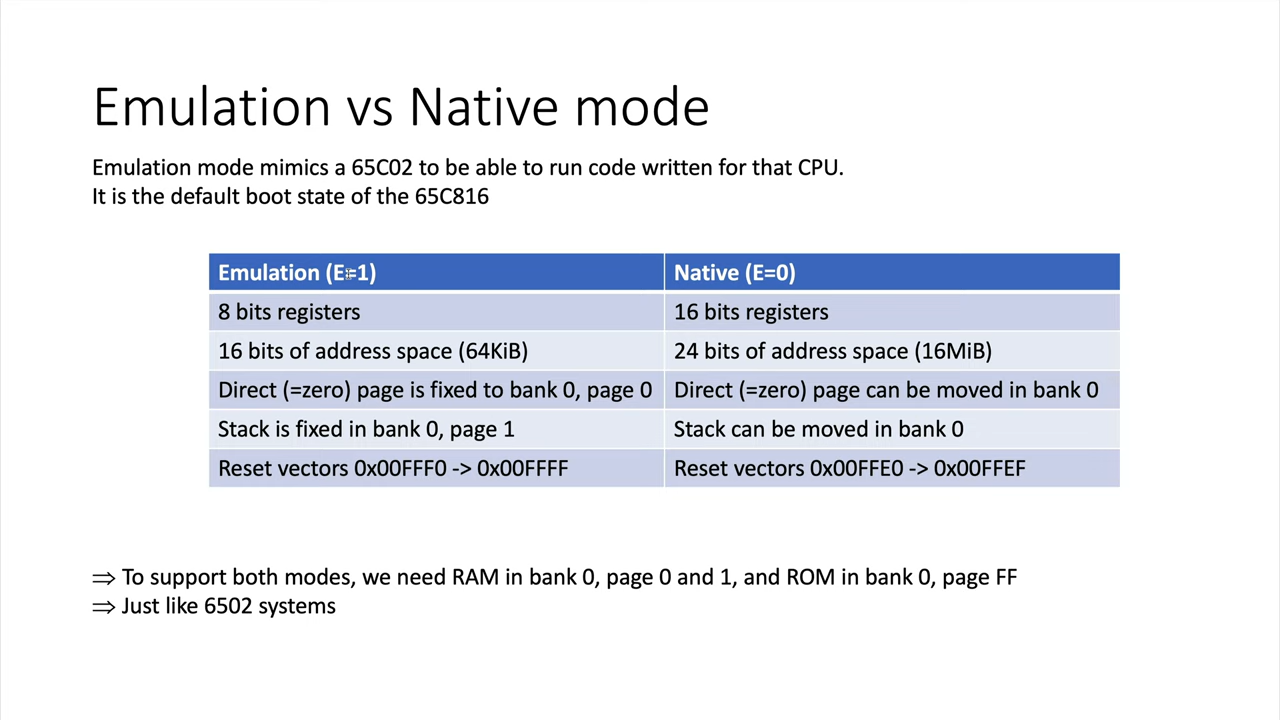 Emulation vs Native mode
Emulation mode mimics a 65C02 to be able to run code written for that CPU.
It is the default boot state of the 65C816
Emulation (E=1) Native (E=0)
8 bits registers 16 bits registers
16 bits of address space (64KiB) 24 bits of address space (16MiB)
Direct (=zero) page is fixed to bank 0, page 0 Direct (=zero) page can be moved in bank 0
Stack is fixed in bank 0, page 1 Stack can be moved in bank 0
Reset vectors 0x00FFF0 -> 0x00FFFF Reset vectors 0x00FFE0 -> 0x00FFEF
⇒ To support both modes, we need RAM in bank 0, page 0 and 1, and ROM in bank 0, page FF
⇒ Just like 6502 systems